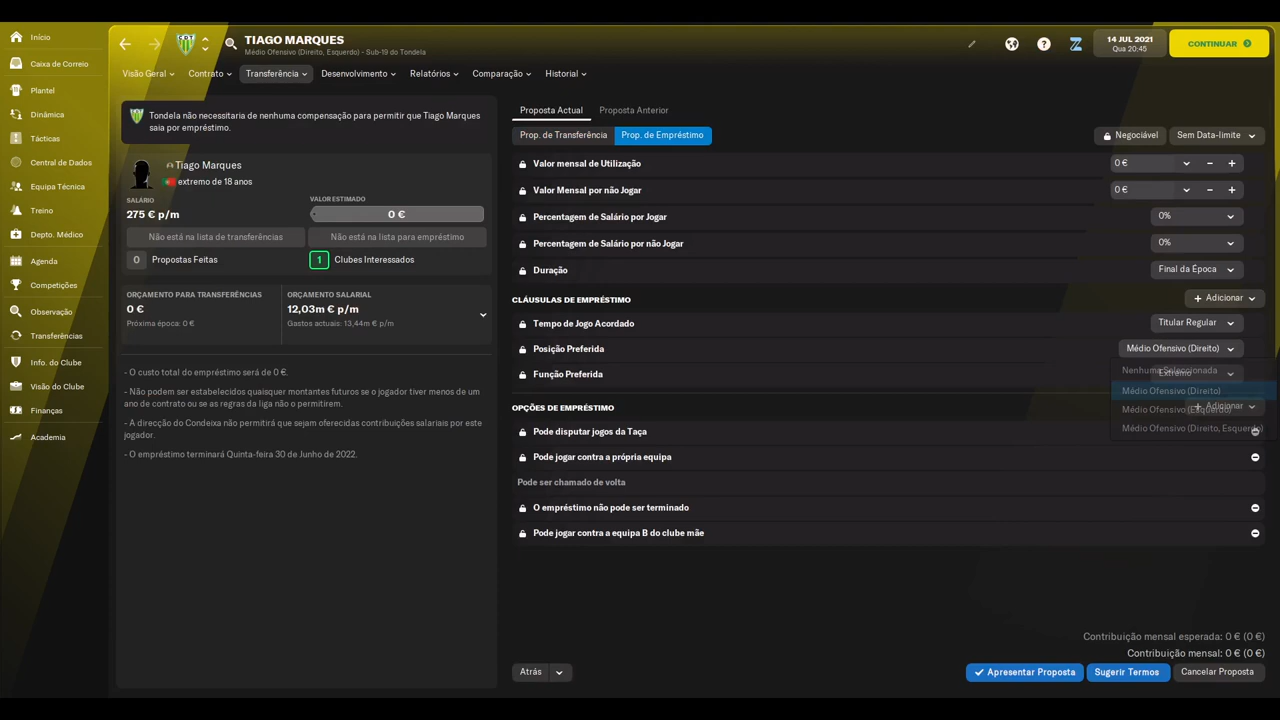 Início
Caixa de Correio
Plantel
Dinâmica
Tácticas
Central de Dados
Equipa Técnica
Treino
Depto. Médico
Agenda
Competições
Observação
Transferências
Info. do Clube
Visão do Clube
Finanças
Academia
TIAGO MARQUES
Médio Ofensivo (Direito, Esquerdo) - Sub-19 do Tondela
14 JUL 2021
Qua 20:45
CONTINUAR
Visão Geral
Contrato
Transferência
Desenvolvimento
Relatórios
Comparação
Historial
Tondela não necessitaria de nenhuma compensação para permitir que Tiago Marques
saia por empréstimo.
Tiago Marques
extremo de 18 anos
SALÁRIO
275 € p/m
VALOR ESTIMADO
0 €
Não está na lista de transferências
Não está na lista para empréstimo
0 Propostas Feitas
1 Clubes Interessados
ORÇAMENTO PARA TRANSFERÊNCIAS
0 €
Próxima época: 0 €
ORÇAMENTO SALARIAL
12,03m € p/m
Gastos actuais: 13,44m € p/m
- O custo total do empréstimo será de 0 €.
- Não podem ser estabelecidos quaisquer montantes futuros se o jogador tiver menos de um
ano de contrato ou se as regras da liga não o permitirem.
- A direcção do Condeixa não permitirá que sejam oferecidas contribuições salariais por este
jogador.
- O empréstimo terminará Quinta-feira 30 de Junho de 2022.
Proposta Actual
Proposta Anterior
Prop. de Transferência
Prop. de Empréstimo
Negociável
Sem Data-limite
Valor mensal de Utilização
0 €
Valor Mensal por não Jogar
0 €
Percentagem de Salário por Jogar
0%
Percentagem de Salário por não Jogar
0%
Duração
Final da Época
CLÁUSULAS DE EMPRÉSTIMO
Adicionar
Tempo de Jogo Acordado
Titular Regular
Posição Preferida
Médio Ofensivo (Direito)
Função Preferida
Extremo
Nenhuma Seleccionada
Médio Ofensivo (Direito)
Médio Ofensivo (Esquerdo)
Médio Ofensivo (Direito, Esquerdo)
OPÇÕES DE EMPRÉSTIMO
Adicionar
Pode disputar jogos da Taça
Pode jogar contra a própria equipa
Pode ser chamado de volta
O empréstimo não pode ser terminado
Pode jogar contra a equipa B do clube mãe
Contribuição mensal esperada: 0 € (0 €)
Contribuição mensal: 0 € (0 €)
Atrás
Apresentar Proposta
Sugerir Termos
Cancelar Proposta